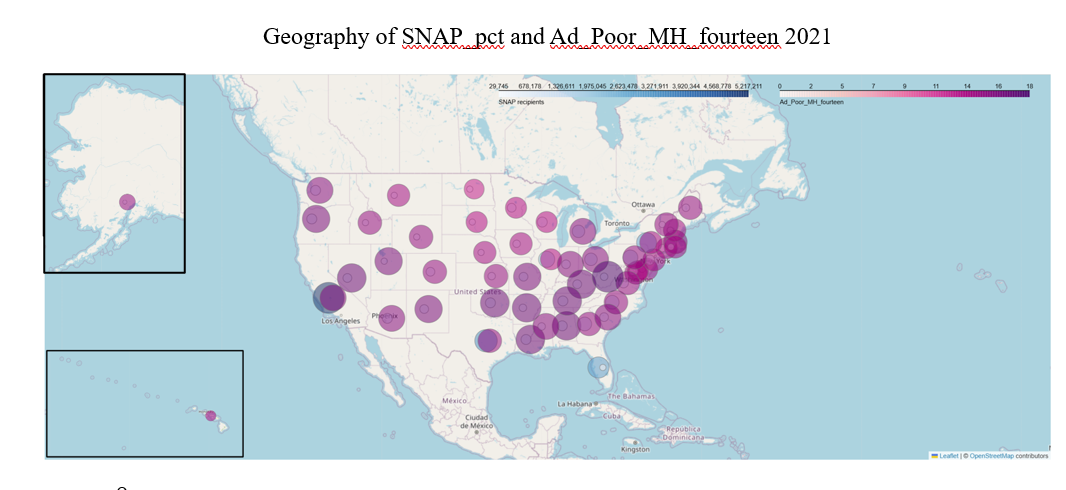 Geography of SNAP_pct and Ad_Poor_MH_fourteen 2021
29,745 678,178 1,326,611 1,975,045 2,623,478 3,271,911 3,920,344 4,568,778 5,217,211
SNAP recipients
0 2 5 7 9 11 14 16 18
Ad_Poor_MH_fourteen
Ottawa
Toronto
York
United States
Los Angeles
Phoenix
La Habana
The Bahamas
Cuba
México
Ciudad
de México
República
Dominicana
Kingston
Leaflet | © OpenStreetMap contributors